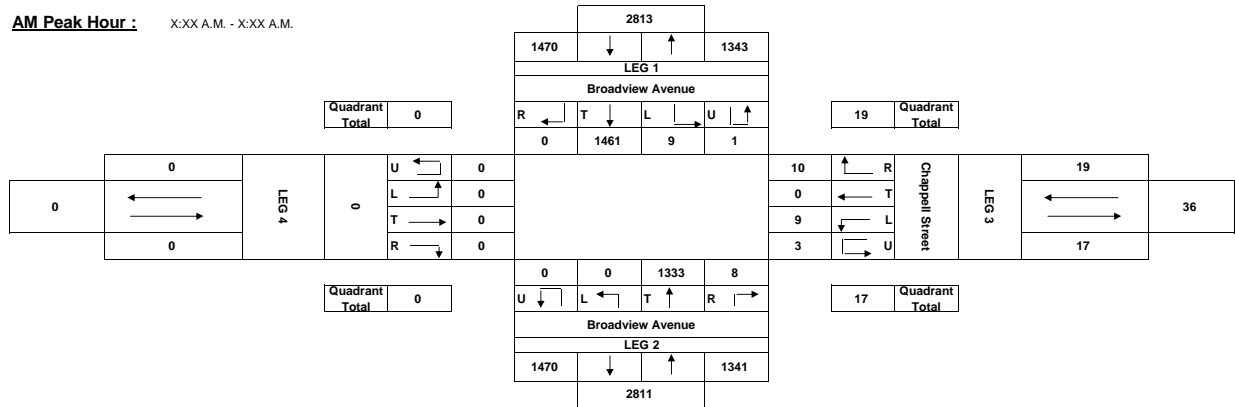 AM Peak Hour : X:XX A.M. - X:XX A.M.
2813
1470 1343
LEG 1
Broadview Avenue
Quadrant Total 0
R T L U
19 Quadrant Total
0 1461 9 1
0
0
0
LEG 4
0
U 0
L 0
T 0
R 0
10 R
0 T
9 L
3 U
Chappell Street
LEG 3
19
36
17
0 0 1333 8
Quadrant Total 0
U L T R
17 Quadrant Total
Broadview Avenue
LEG 2
1470 1341
2811